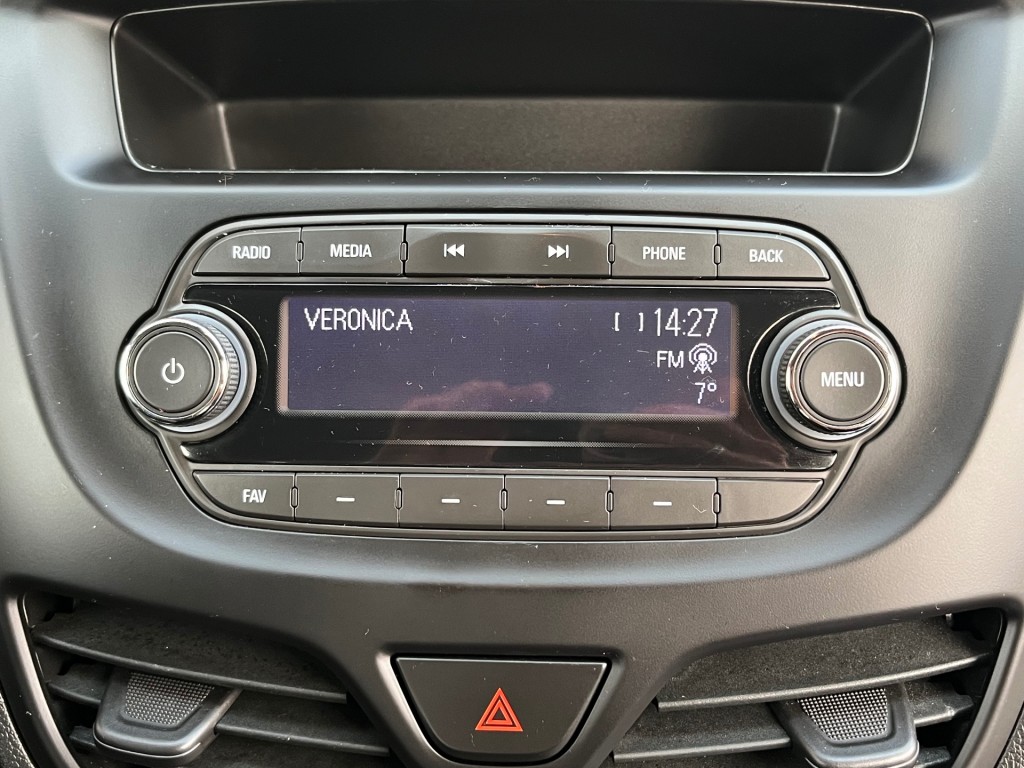 RADIO MEDIA PHONE BACK
VERONICA [ ] 14:27
FM
7°
MENU
FAV